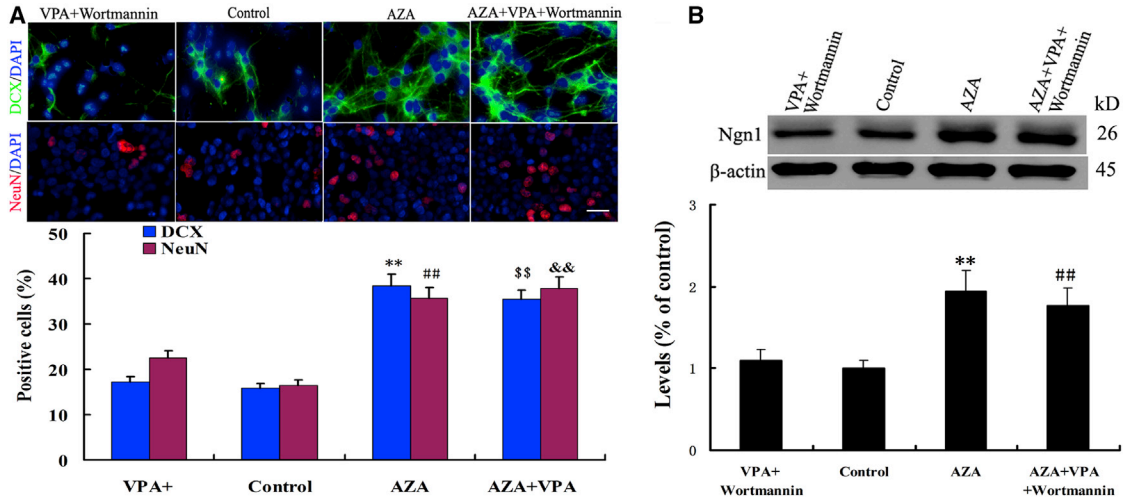 A
VPA+Wortmannin Control AZA AZA+VPA+Wortmannin
DCX/DAPI
NeuN/DAPI
DCX
NeuN
Positive cells (%)
50
40
30
20
10
0
** ## $$ &&
VPA+ Control AZA AZA+VPA
B
VPA+
Wortmannin
Control
AZA
AZA+VPA+
Wortmannin
kD
Ngn1 26
β-actin 45
Levels (% of control)
3
2
1
0
** ##
VPA+ Control AZA AZA+VPA
Wortmannin +Wortmannin